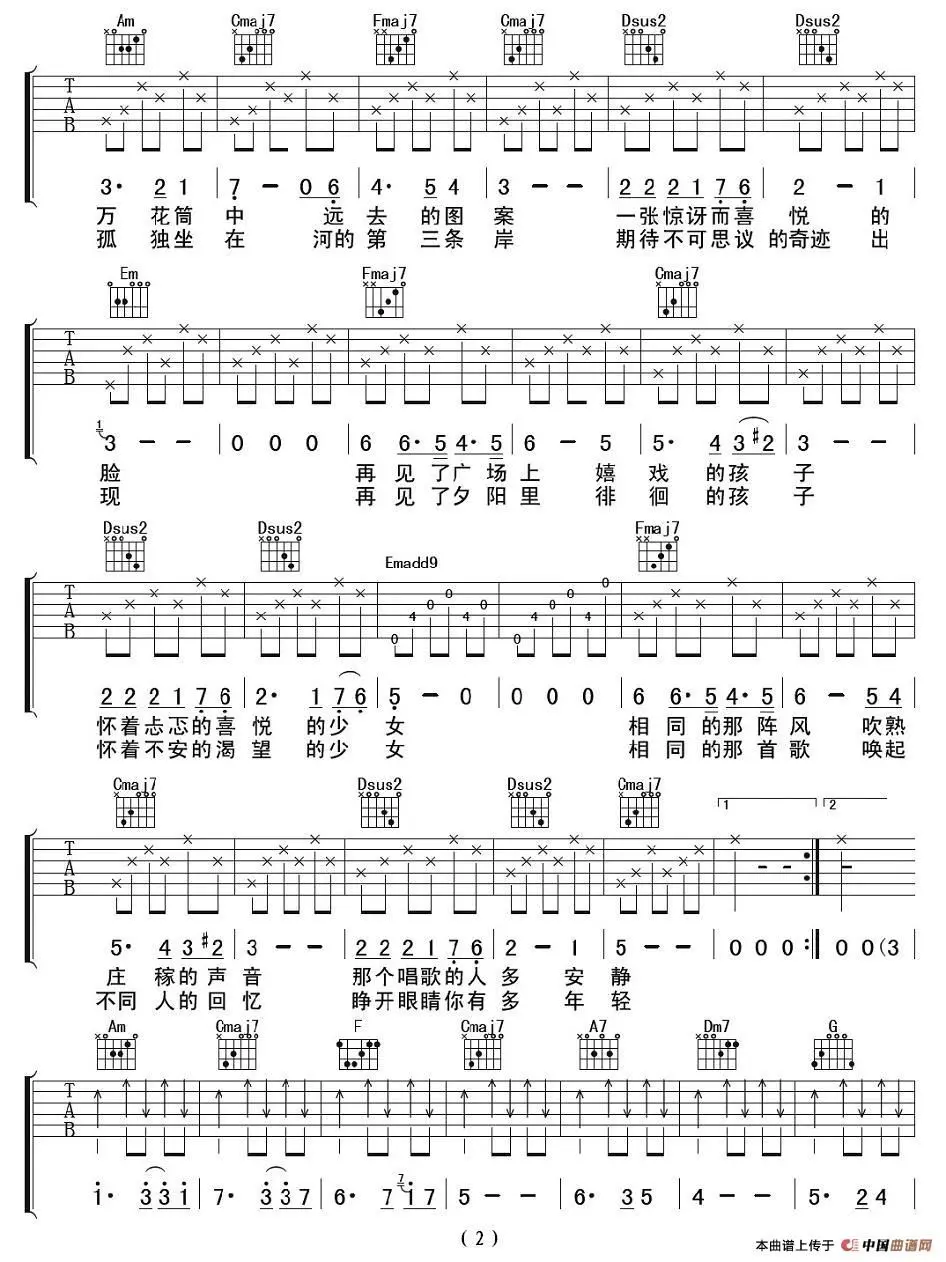 Am Cmaj7 Fmaj7 Cmaj7 Dsus2 Dsus2
T A B
3· 2 1 | 7 - 0 6 | 4· 5 4 | 3 - - | 2 2 2 1 7 6 | 2 - 1
万 花筒 中 远 去 的图 案 一张惊讶而喜 悦 的
孤 独坐 在 河的 第 三条 岸 期待不可思议 的奇迹 出
Em Fmaj7 Cmaj7
T A B
1 3 - - | 0 0 0 | 6 6·5 4·5 | 6 - 5 | 5· 4 3 #2 | 3 - -
脸 再见了广场上 嬉 戏 的孩 子
现 再见了夕阳里 徘 徊 的孩 子
Dsus2 Dsus2 Emadd9 Fmaj7
T A B 0 4 0 0 4 0 0 4 0 4 0
2 2 2 1 7 6 | 2· 1 7 6 | 5 - 0 | 0 0 0 | 6 6·5 4·5 | 6 - 5 4
怀着忐忑的喜 悦 的少 女 相同的那阵风 吹熟
怀着不安的渴 望 的少 女 相同的那首歌 唤起
Cmaj7 Dsus2 Dsus2 Cmaj7 1 2
T A B
5· 4 3 #2 | 3 - - | 2 2 2 1 7 6 | 2 - 1 | 5 - - | 0 0 0 :| 0 0 (3
庄 稼的声 音 那个唱歌的人 多 安 静
不同 人的回 忆 睁开眼睛你有 多 年 轻
Am Cmaj7 F Cmaj7 A7 Dm7 G
T A B
1· 3 3 1 | 7· 3 3 7 | 6· 7 7 1 7 | 5 - - | 6· 3 5 | 4 - - | 5· 2 4
( 2 )
本曲谱上传于 中国曲谱网